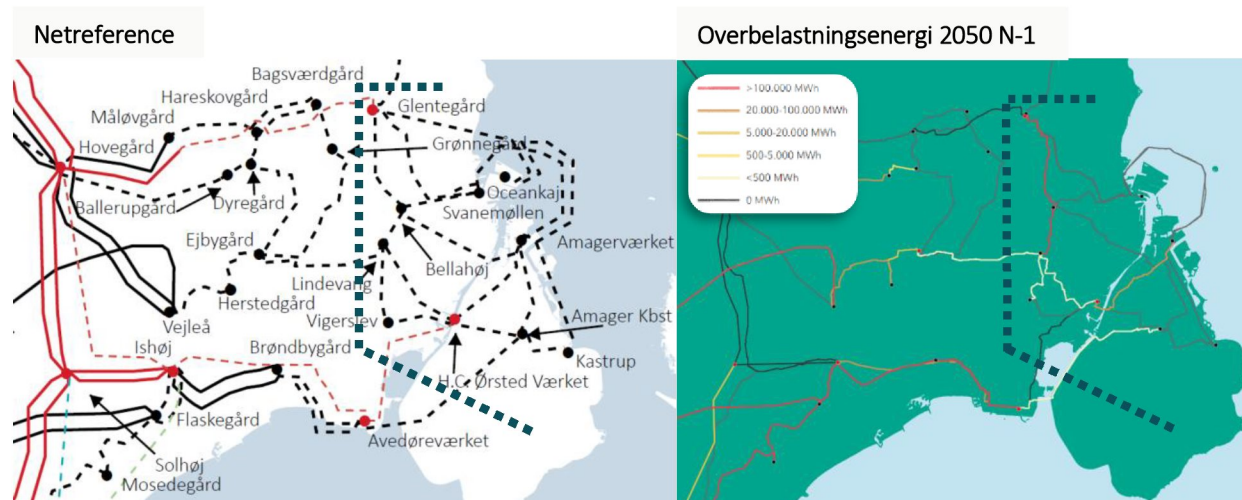 Netreference
Bagsværdgård
Hareskovgård
Glentegård
Måløvgård
Hovegård
Grønnegård
Oceankaj
Ballerupgård
Dyregård
Svanemøllen
Ejbygård
Amagerværket
Bellahøj
Lindevang
Herstedgård
Vigerslev
Amager Kbst
Vejleå
Ishøj
Brøndbygård
Kastrup
H.C. Ørsted Værket
Flaskegård
Avedøreværket
Solhøj
Mosedegård
Overbelastningsenergi 2050 N-1
>100.000 MWh
20.000-100.000 MWh
5.000-20.000 MWh
500-5.000 MWh
<500 MWh
0 MWh